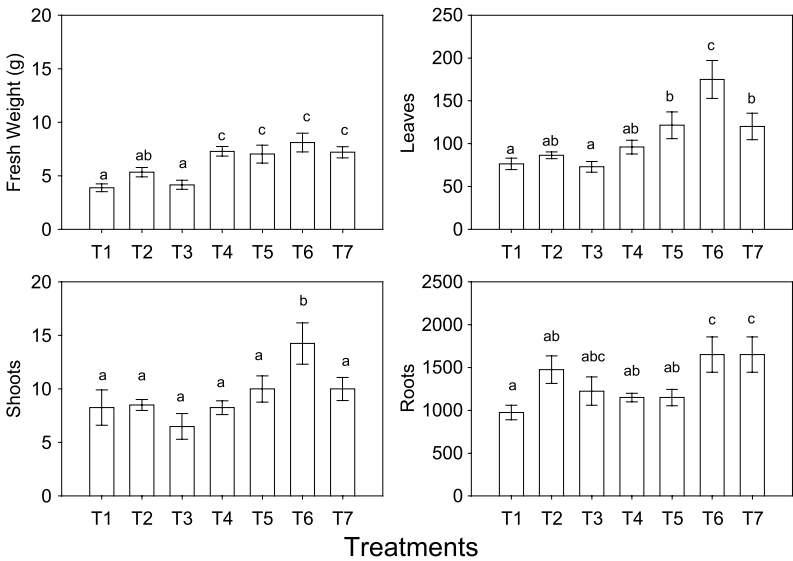 Fresh Weight (g)
20
15
10
5
0
a
ab
a
c
c
c
c
T1 T2 T3 T4 T5 T6 T7
Leaves
250
200
150
100
50
0
a
ab
a
ab
b
c
b
T1 T2 T3 T4 T5 T6 T7
Shoots
20
15
10
5
0
a
a
a
a
a
b
a
T1 T2 T3 T4 T5 T6 T7
Roots
2500
2000
1500
1000
500
0
a
ab
abc
ab
ab
c
c
T1 T2 T3 T4 T5 T6 T7
Treatments